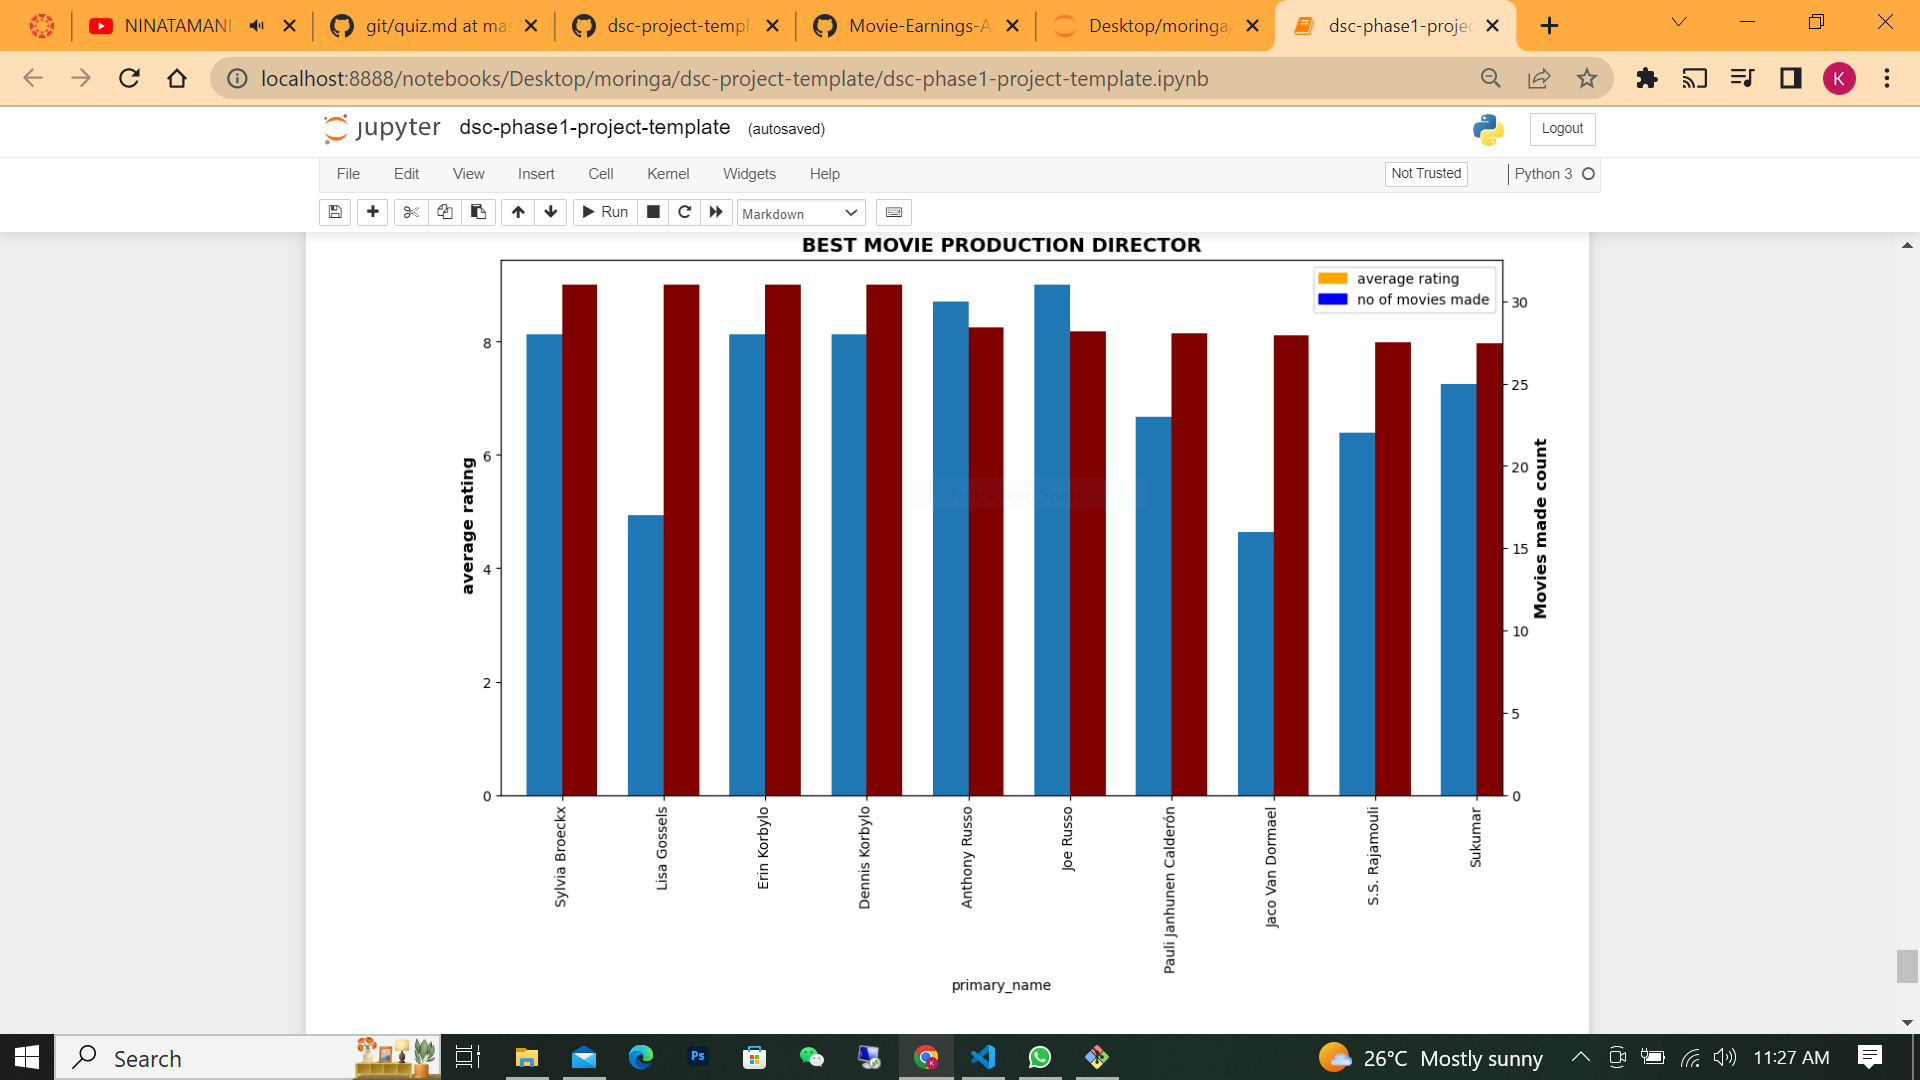 NINATAMANI
git/quiz.md at mas
dsc-project-templ
Movie-Earnings-A
Desktop/moringa/
dsc-phase1-projec
localhost:8888/notebooks/Desktop/moringa/dsc-project-template/dsc-phase1-project-template.ipynb
K
jupyter dsc-phase1-project-template (autosaved)
Logout
File Edit View Insert Cell Kernel Widgets Help
Not Trusted
Python 3
Run
Markdown
BEST MOVIE PRODUCTION DIRECTOR
average rating
no of movies made
8
6
4
2
0
average rating
30
25
20
15
10
5
0
Movies made count
Full-screen Snip
Sylvia Broeckx
Lisa Gossels
Erin Korbylo
Dennis Korbylo
Anthony Russo
Joe Russo
Pauli Janhunen Calderón
Jaco Van Dormael
S.S. Rajamouli
Sukumar
primary_name
Search
Ps
K
26°C Mostly sunny
11:27 AM